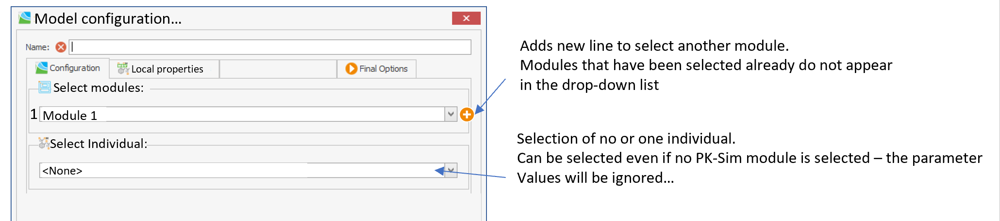 Model configuration...
Name:
Configuration
Local properties
Final Options
Select modules:
1 Module 1
Select Individual:
<None>
Adds new line to select another module.
Modules that have been selected already do not appear
in the drop-down list
Selection of no or one individual.
Can be selected even if no PK-Sim module is selected – the parameter
Values will be ignored...